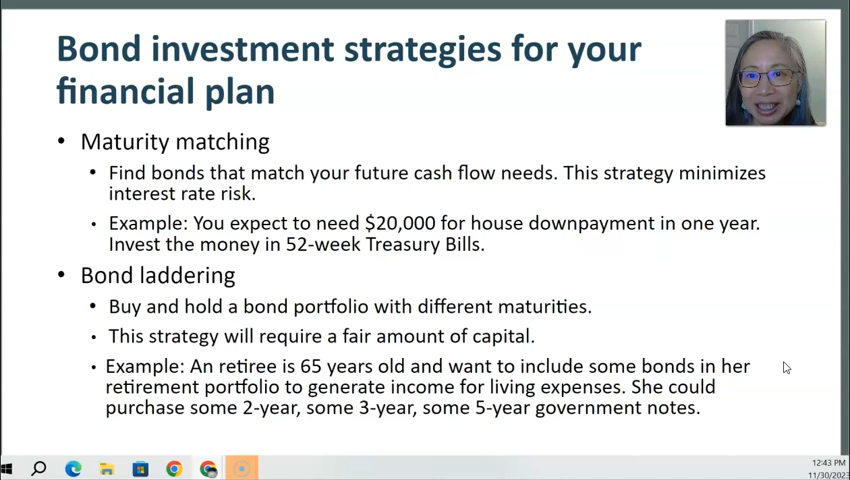 Bond investment strategies for your
financial plan
• Maturity matching
• Find bonds that match your future cash flow needs. This strategy minimizes
interest rate risk.
• Example: You expect to need $20,000 for house downpayment in one year.
Invest the money in 52-week Treasury Bills.
• Bond laddering
• Buy and hold a bond portfolio with different maturities.
• This strategy will require a fair amount of capital.
• Example: An retiree is 65 years old and want to include some bonds in her
retirement portfolio to generate income for living expenses. She could
purchase some 2-year, some 3-year, some 5-year government notes.
12:43 PM
11/30/2023